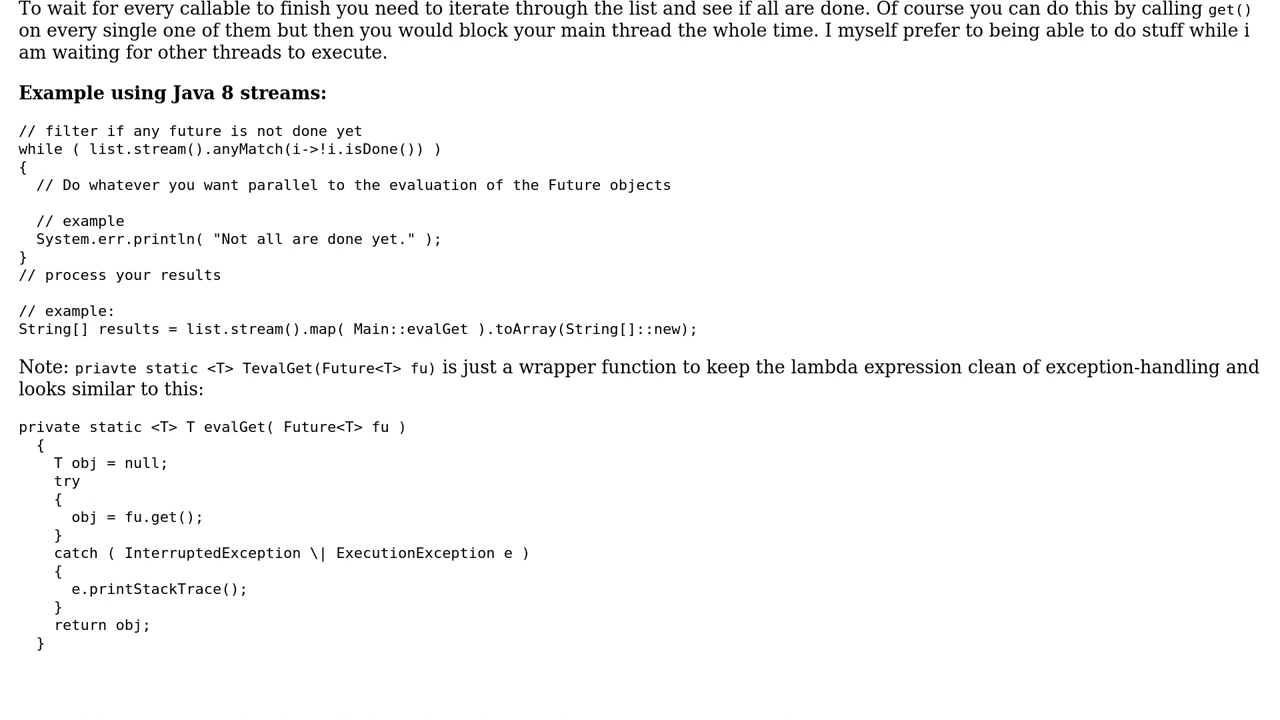 To wait for every callable to finish you need to iterate through the list and see if all are done. Of course you can do this by calling get()
on every single one of them but then you would block your main thread the whole time. I myself prefer to being able to do stuff while i
am waiting for other threads to execute.
Example using Java 8 streams:
// filter if any future is not done yet
while ( list.stream().anyMatch(i->!i.isDone()) )
{
  // Do whatever you want parallel to the evaluation of the Future objects

  // example
  System.err.println( "Not all are done yet." );
}
// process your results

// example:
String[] results = list.stream().map( Main::evalGet ).toArray(String[]::new);
Note: priavte static <T> TevalGet(Future<T> fu) is just a wrapper function to keep the lambda expression clean of exception-handling and
looks similar to this:
private static <T> T evalGet( Future<T> fu )
  {
    T obj = null;
    try
    {
      obj = fu.get();
    }
    catch ( InterruptedException \| ExecutionException e )
    {
      e.printStackTrace();
    }
    return obj;
  }